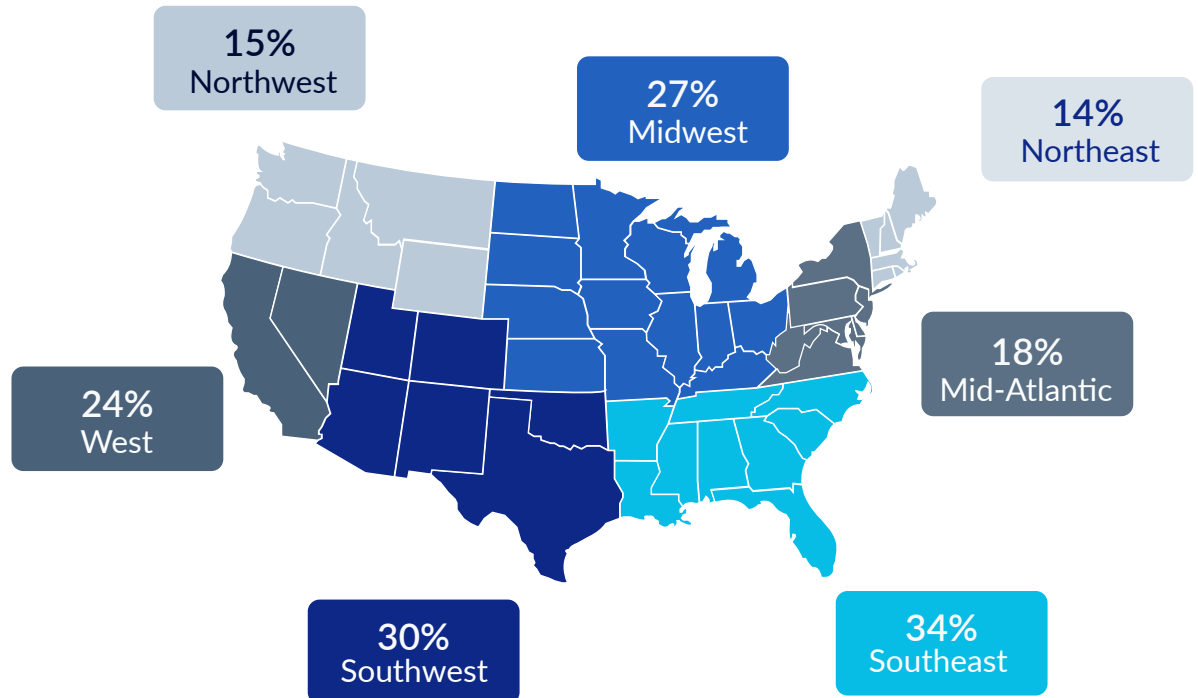 15%
Northwest
27%
Midwest
14%
Northeast
18%
Mid-Atlantic
24%
West
30%
Southwest
34%
Southeast